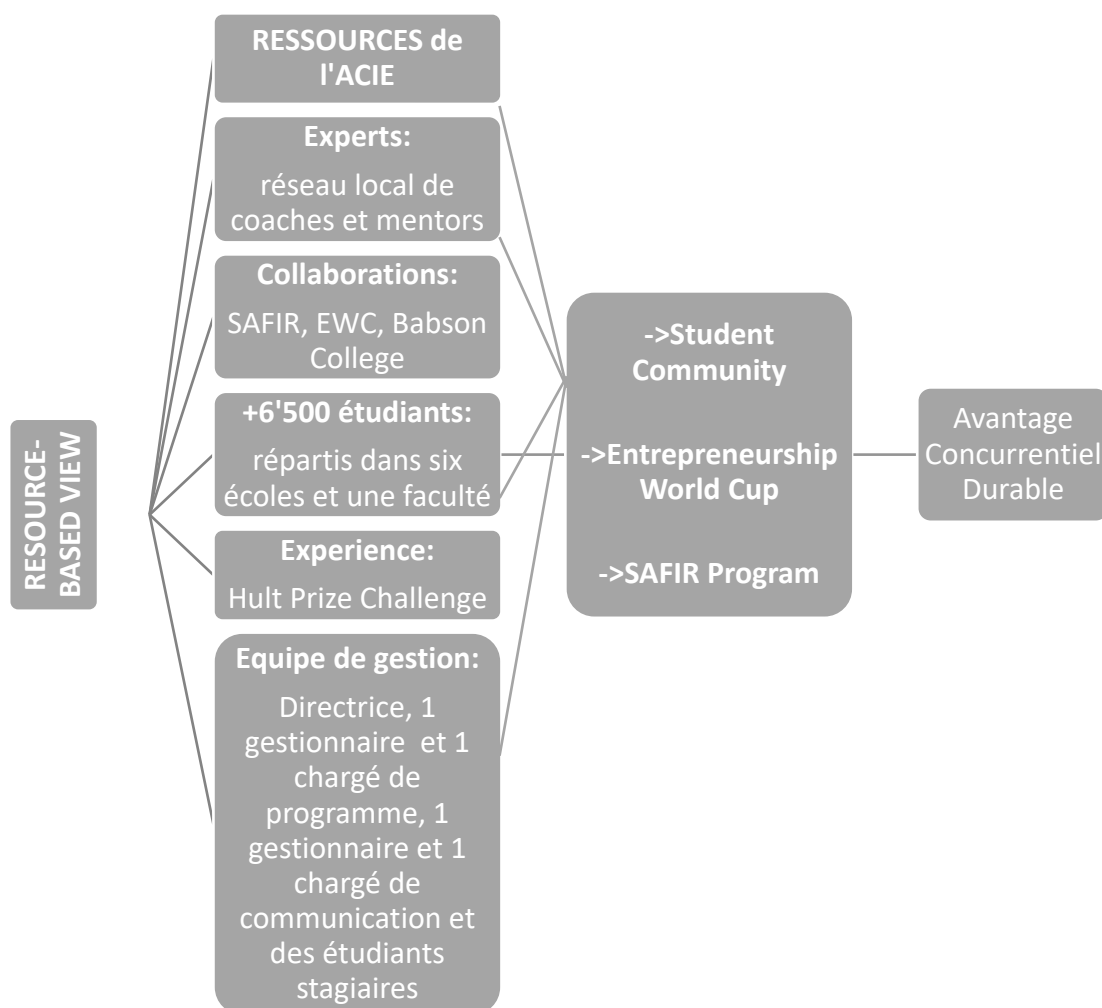 RESOURCE-
BASED VIEW
RESSOURCES de
l'ACIE
Experts:
réseau local de
coaches et mentors
Collaborations:
SAFIR, EWC, Babson
College
+6'500 étudiants:
répartis dans six
écoles et une faculté
Experience:
Hult Prize Challenge
Equipe de gestion:
Directrice, 1
gestionnaire et 1
chargé de
programme, 1
gestionnaire et 1
chargé de
communication et
des étudiants
stagiaires
->Student
Community
->Entrepreneurship
World Cup
->SAFIR Program
Avantage
Concurrentiel
Durable